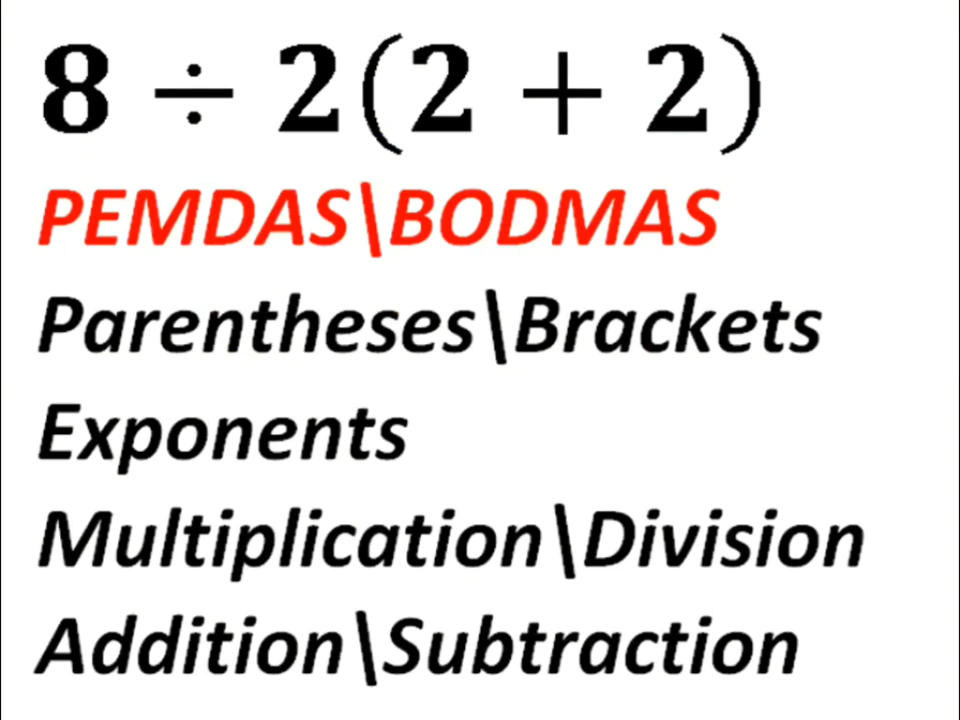 8 ÷ 2(2 + 2)
PEMDAS\BODMAS
Parentheses\Brackets
Exponents
Multiplication\Division
Addition\Subtraction